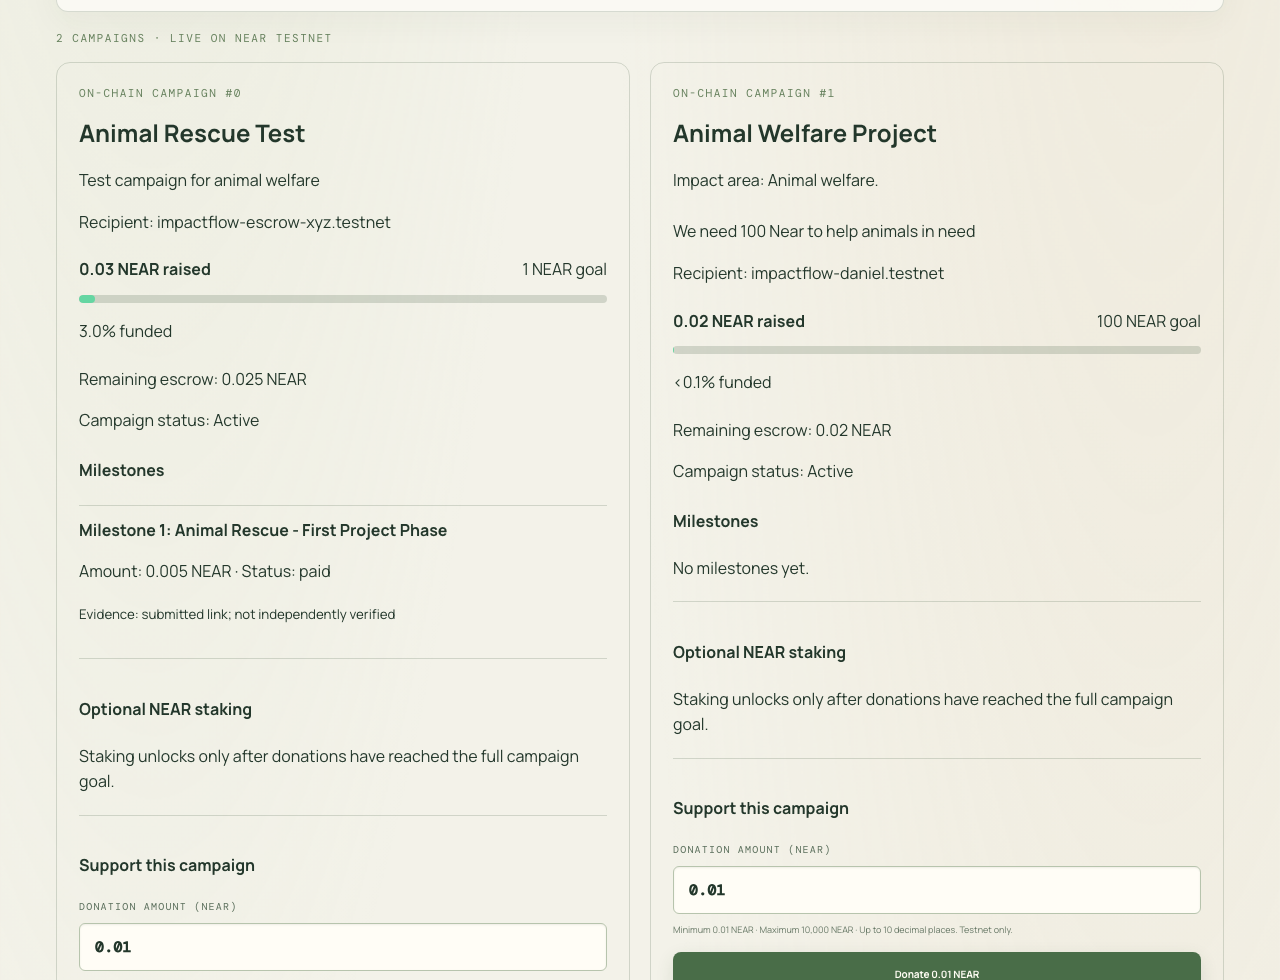 2 CAMPAIGNS · LIVE ON NEAR TESTNET
ON-CHAIN CAMPAIGN #0
Animal Rescue Test
Test campaign for animal welfare
Recipient: impactflow-escrow-xyz.testnet
0.03 NEAR raised
1 NEAR goal
3.0% funded
Remaining escrow: 0.025 NEAR
Campaign status: Active
Milestones
Milestone 1: Animal Rescue - First Project Phase
Amount: 0.005 NEAR · Status: paid
Evidence: submitted link; not independently verified
Optional NEAR staking
Staking unlocks only after donations have reached the full campaign
goal.
Support this campaign
DONATION AMOUNT (NEAR)
0.01
ON-CHAIN CAMPAIGN #1
Animal Welfare Project
Impact area: Animal welfare.
We need 100 Near to help animals in need
Recipient: impactflow-daniel.testnet
0.02 NEAR raised
100 NEAR goal
<0.1% funded
Remaining escrow: 0.02 NEAR
Campaign status: Active
Milestones
No milestones yet.
Optional NEAR staking
Staking unlocks only after donations have reached the full campaign
goal.
Support this campaign
DONATION AMOUNT (NEAR)
0.01
Minimum 0.01 NEAR · Maximum 10,000 NEAR · Up to 10 decimal places. Testnet only.
Donate 0.01 NEAR